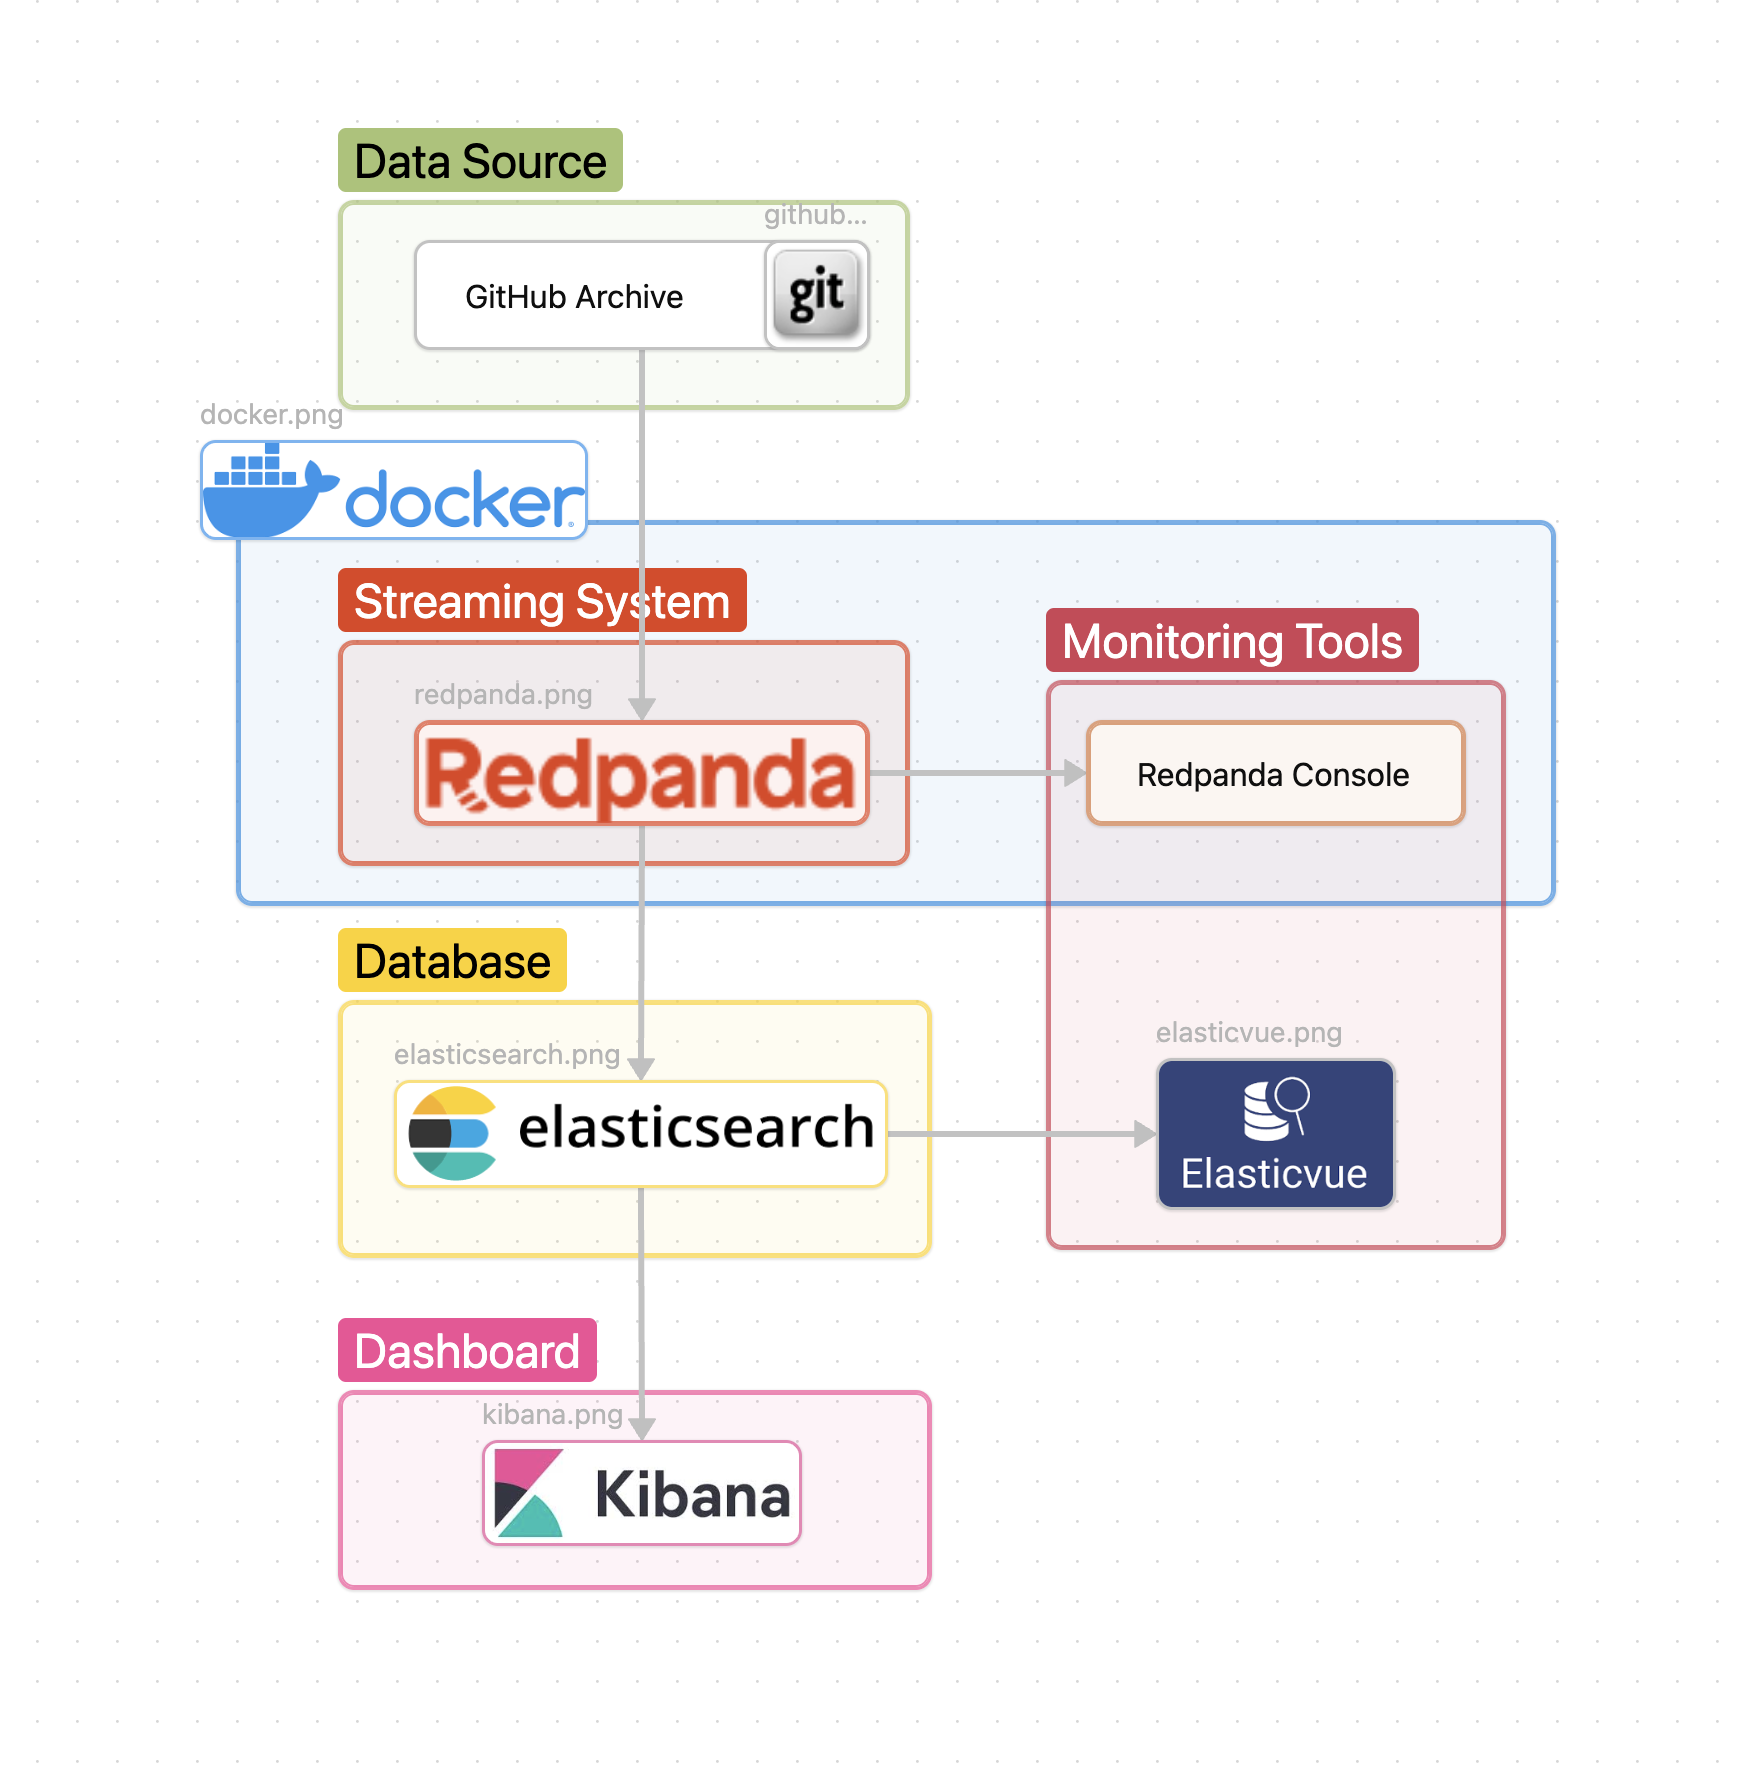 Data Source
github...
GitHub Archive
git
docker.png
docker
Streaming System
Monitoring Tools
redpanda.png
Redpanda
Redpanda Console
Database
elasticsearch.png
elasticsearch
elasticvue.png
Elasticvue
Dashboard
kibana.png
Kibana